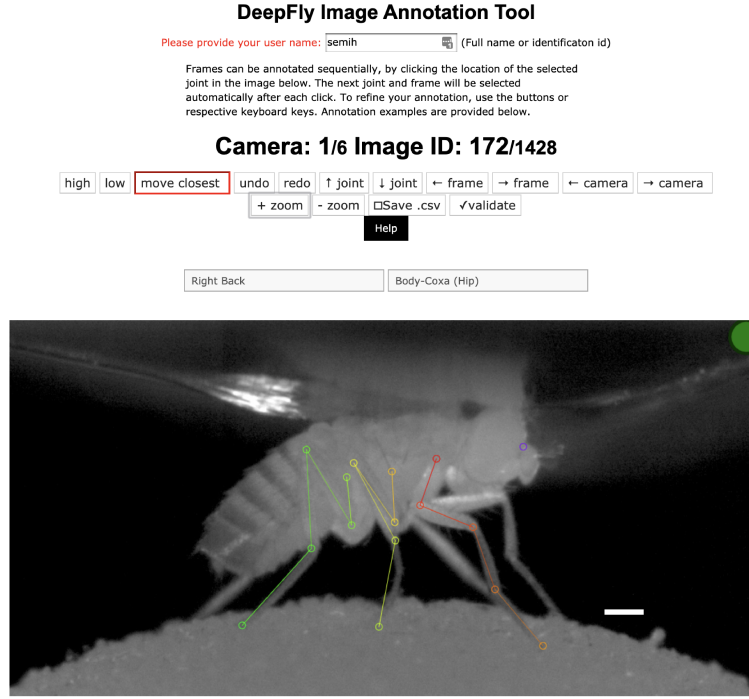 DeepFly Image Annotation Tool
Please provide your user name: semih (Full name or identificaton id)
Frames can be annotated sequentially, by clicking the location of the selected
joint in the image below. The next joint and frame will be selected
automatically after each click. To refine your annotation, use the buttons or
respective keyboard keys. Annotation examples are provided below.
Camera: 1/6 Image ID: 172/1428
high low move closest undo redo ↑ joint ↓ joint ← frame → frame ← camera → camera
+ zoom - zoom ☐Save .csv ✓validate
Help
Right Back Body-Coxa (Hip)